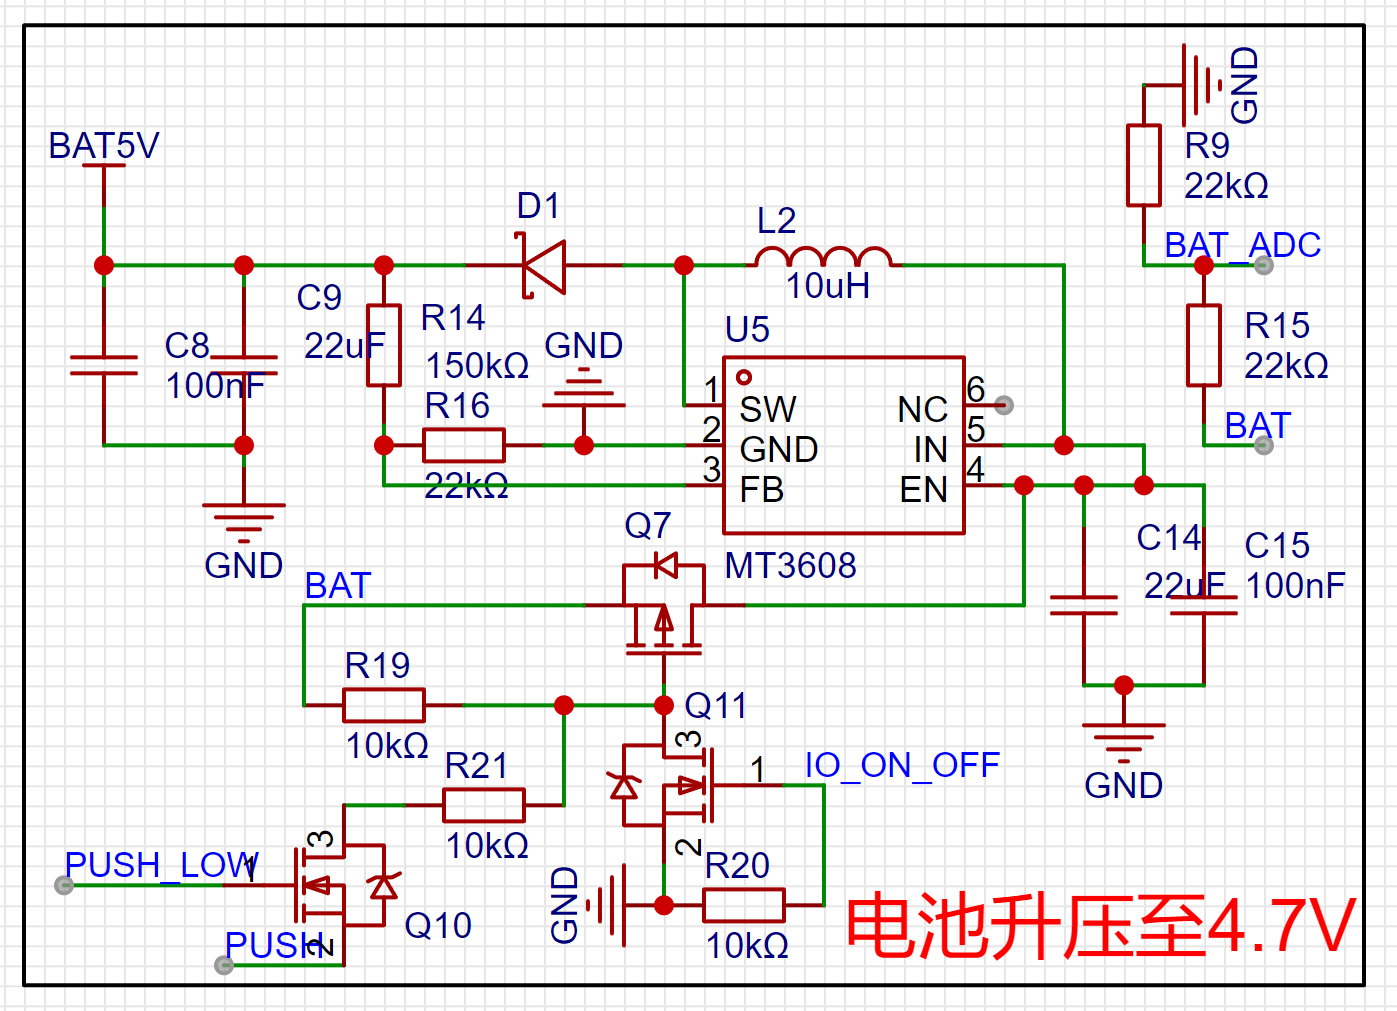 GND
R9
22kΩ
BAT5V
D1
L2
10uH
BAT_ADC
C9
22uF
C8
100nF
R14
150kΩ
R16
22kΩ
GND
U5
1
2
3
SW
GND
FB
NC
IN
EN
6
5
4
MT3608
R15
22kΩ
BAT
GND
Q7
C14
22uF
C15
100nF
BAT
R19
10kΩ
Q11
3
1
2
IO_ON_OFF
R21
10kΩ
GND
PUSH_LOW
1
3
2
Q10
PUSH
GND
R20
10kΩ
电池升压至4.7V